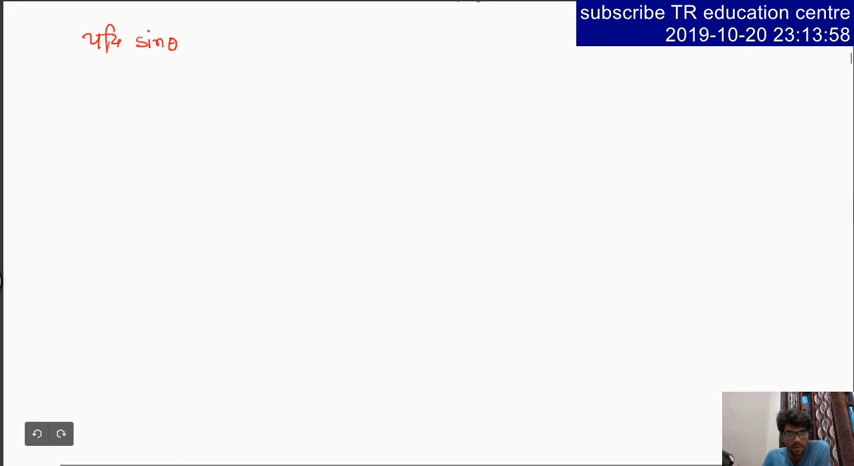 subscribe TR education centre
2019-10-20 23:13:58
यदि sinθ